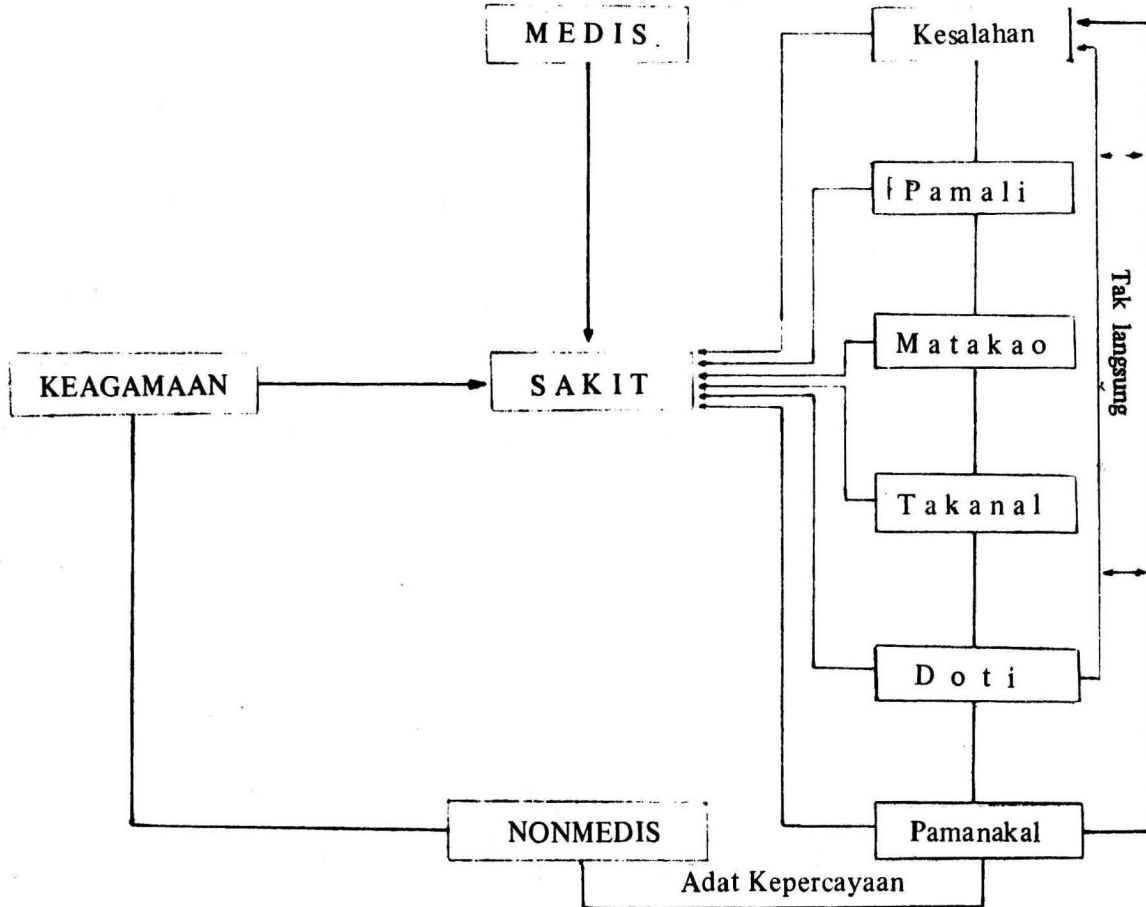 MEDIS
Kesalahan
Pamali
Matakao
Tak langsung
KEAGAMAAN
SAKIT
Takanal
Doti
NONMEDIS
Pamanakal
Adat Kepercayaan